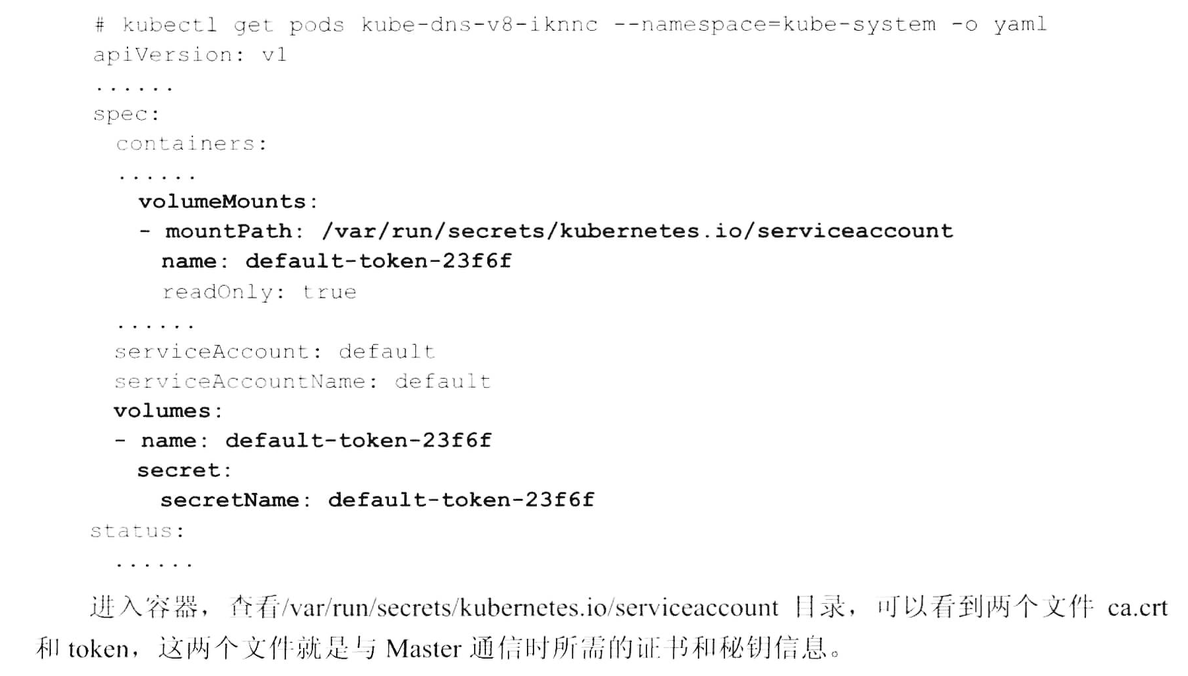 # kubectl get pods kube-dns-v8-iknnc --namespace=kube-system -o yaml
apiVersion: v1
......
spec:
  containers:
  ......
    volumeMounts:
    - mountPath: /var/run/secrets/kubernetes.io/serviceaccount
      name: default-token-23f6f
      readOnly: true
  ......
  serviceAccount: default
  serviceAccountName: default
  volumes:
  - name: default-token-23f6f
    secret:
      secretName: default-token-23f6f
status:
  ......
进入容器，查看/var/run/secrets/kubernetes.io/serviceaccount 目录，可以看到两个文件 ca.crt
和 token，这两个文件就是与 Master 通信时所需的证书和秘钥信息。